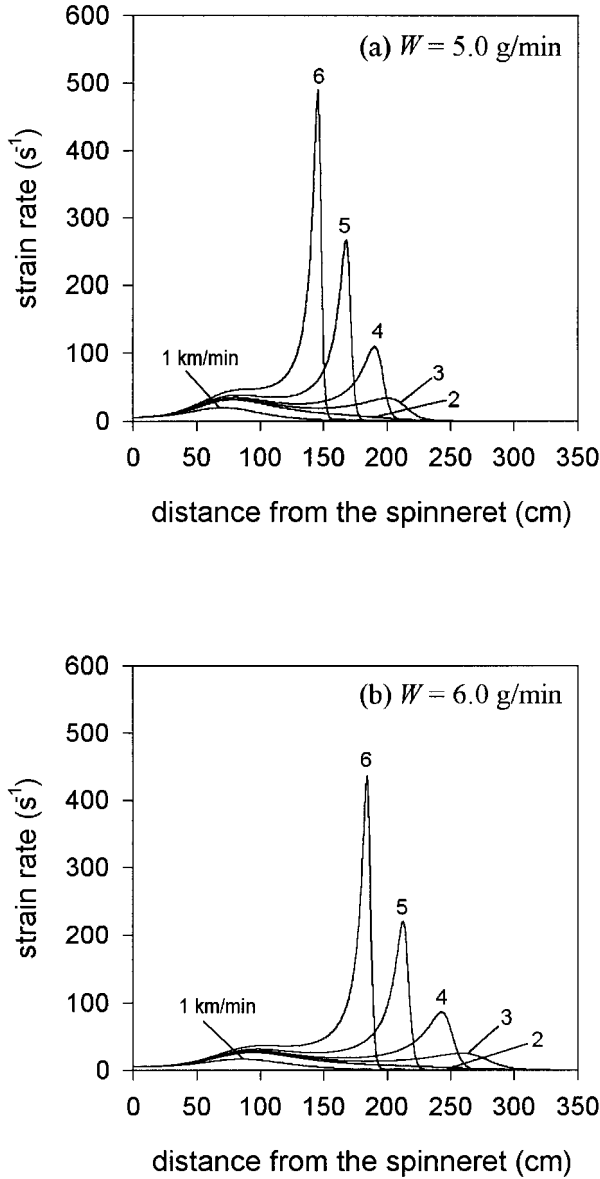 600
(a) W = 5.0 g/min
6
500
400
strain rate (s-1)
300
5
200
4
1 km/min
100
3
2
0
0 50 100 150 200 250 300 350
distance from the spinneret (cm)
600
(b) W = 6.0 g/min
6
500
400
strain rate (s-1)
300
5
200
4
1 km/min
100
3
2
0
0 50 100 150 200 250 300 350
distance from the spinneret (cm)